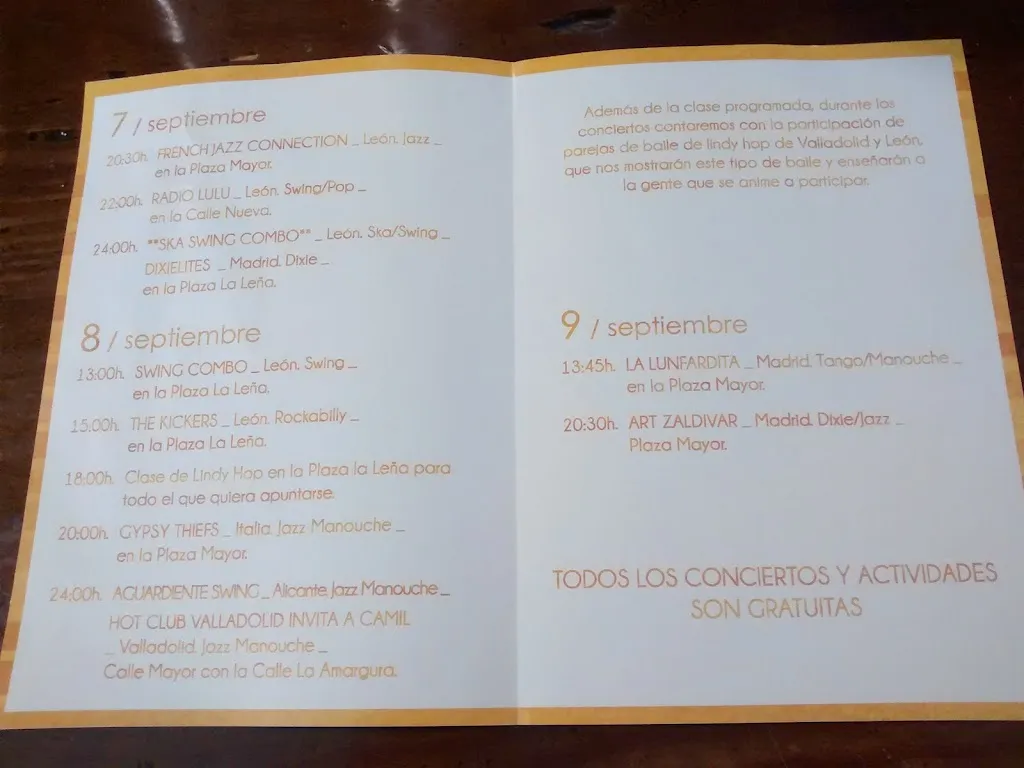 7 / septiembre
20:30h. FRENCH JAZZ CONNECTION _ León. Jazz _
en la Plaza Mayor.
22:00h. RADIO LULU _ León. Swing/Pop _
en la Calle Nueva.
24:00h. "SKA SWING COMBO" _ León. Ska/Swing _
DIXIELITES _ Madrid. Dixie _
en la Plaza La Leña.
8 / septiembre
13:00h. SWING COMBO _ León. Swing _
en la Plaza La Leña.
15:00h. THE KICKERS _ León. Rockabilly _
en la Plaza La Leña.
18:00h. Clase de Lindy Hop en la Plaza la Leña para
todo el que quiera apuntarse.
20:00h. GYPSY THIEFS _ Italia. Jazz Manouche _
en la Plaza Mayor.
24:00h. AGUARDIENTE SWING _ Alicante. Jazz Manouche _
HOT CLUB VALLADOLID INVITA A CAMIL
_ Valladolid. Jazz Manouche _
Calle Mayor con la Calle La Amargura.
Además de la clase programada, durante los
conciertos contaremos con la participación de
parejas de baile de lindy hop de Valladolid y León,
que nos mostrarán este tipo de baile y enseñarán a
la gente que se anime a participar.
9 / septiembre
13:45h. LA LUNFARDITA _ Madrid. Tango/Manouche _
en la Plaza Mayor.
20:30h. ART ZALDIVAR _ Madrid. Dixie/Jazz _
Plaza Mayor.
TODOS LOS CONCIERTOS Y ACTIVIDADES
SON GRATUITAS